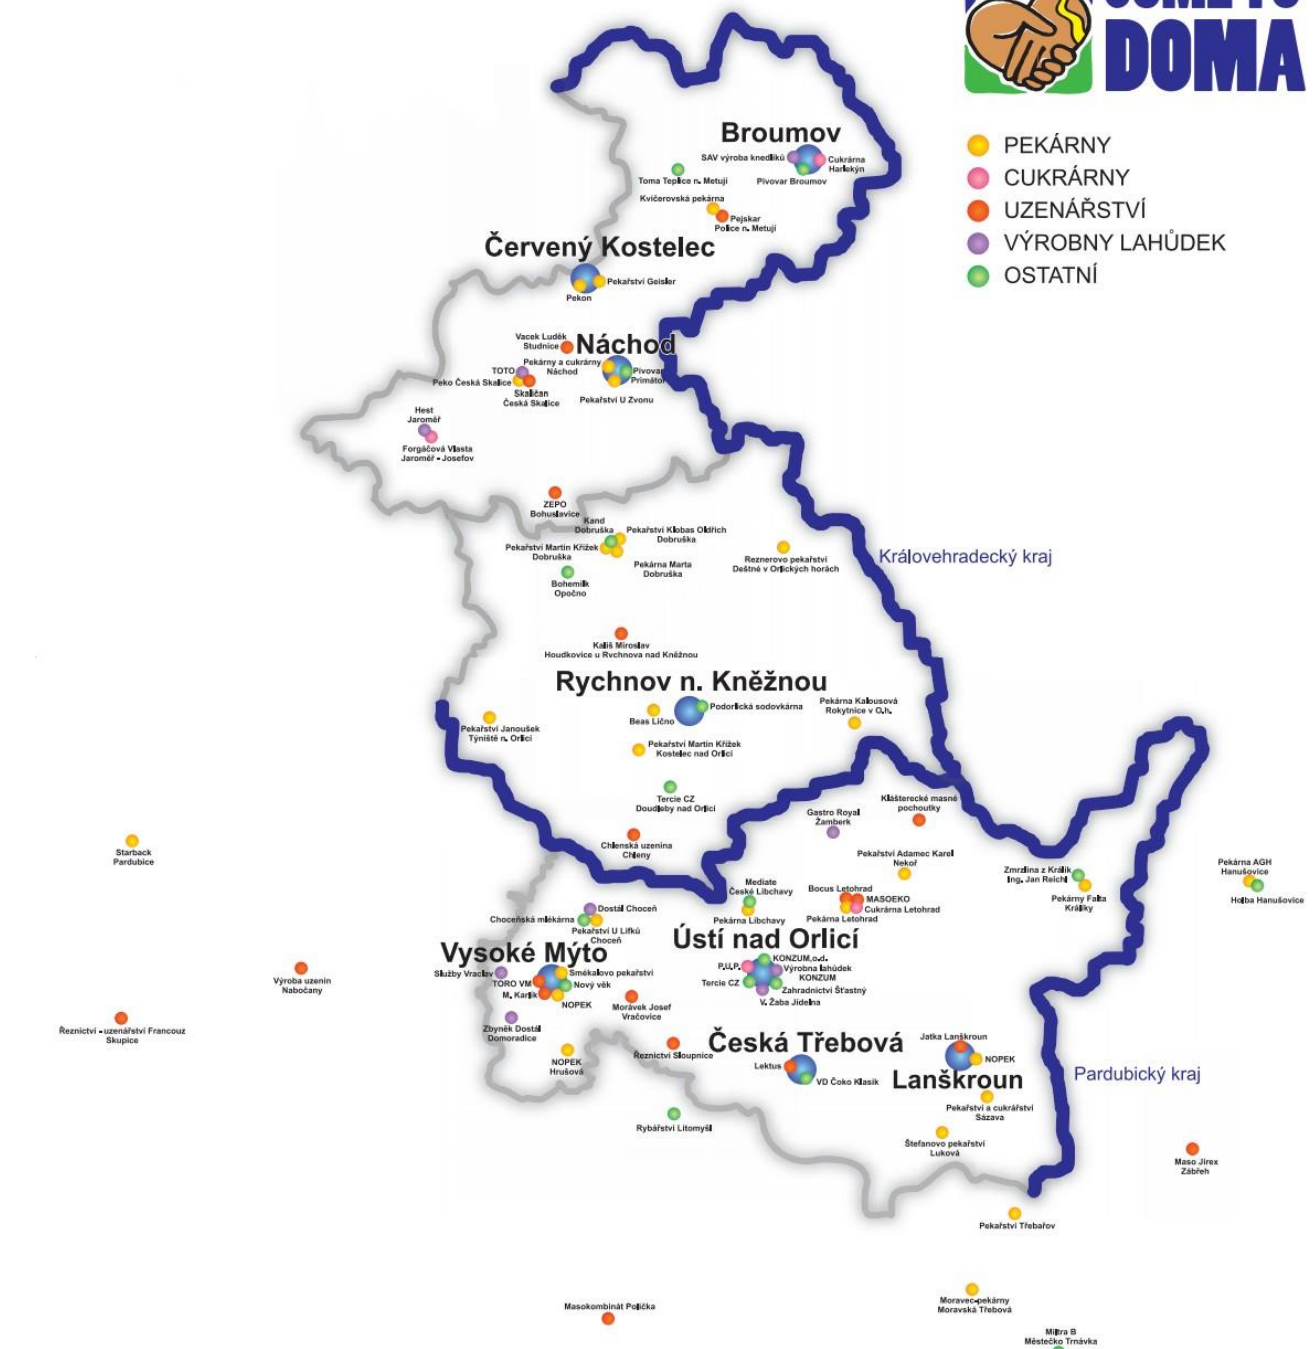 DOMA
PEKÁRNY
CUKRÁRNY
UZENÁŘSTVÍ
VÝROBNY LAHŮDEK
OSTATNÍ
Broumov
SAV výroba knedlíků
Cukrárna
Harlekýn
Toma Teplice n. Metují
Pivovar Broumov
Kvíčerovská pekárna
Pejskar
Police n. Metují
Červený Kostelec
Pekařství Geisler
Pekon
Vacek Luděk
Studnice
Náchod
Pekárny a cukrárny
Náchod
TOTO
Peko Česká Skalice
Skaličan
Česká Skalice
Pivovar
Primátor
Pekařství U Zvonu
Hest
Jaroměř
Forgáčová Vlasta
Jaroměř - Josefov
ZEPO
Bohuslavice
Kand
Dobruška
Pekařství Klobas Oldřich
Dobruška
Pekařství Martin Křížek
Dobruška
Pekárna Marta
Dobruška
Reznerovo pekařství
Deštné v Orlických horách
Královehradecký kraj
Bohemilk
Opočno
Kališ Miroslav
Houdkovice u Rychnova nad Kněžnou
Rychnov n. Kněžnou
Podorlická sodovkárna
Beas Lično
Pekárna Kalousová
Rokytnice v O.h.
Pekařství Janoušek
Týniště n. Orlicí
Pekařství Martin Křížek
Kostelec nad Orlicí
Tercie CZ
Doudleby nad Orlicí
Chlenská uzenina
Chleny
Klášterecké masné
pochoutky
Gastro Royal
Žamberk
Starback
Pardubice
Pekařství Adamec Karel
Nekoř
Zmrzlina z Králík
Ing. Jan Reichl
Pekárny Falta
Králíky
Pekárna AGH
Hanušovice
Holba Hanušovice
Mediate
České Libchavy
Pekárna Libchavy
Bocus Letohrad
MASOEKO
Cukrárna Letohrad
Pekárna Letohrad
Dostál Choceň
Choceňská mlékárna
Pekařství U Lifků
Choceň
Ústí nad Orlicí
Vysoké Mýto
P.U.P.
KONZUM,o.d.
Výrobna lahůdek
KONZUM
Tercie CZ
Zahradnictví Šťastný
V. Žaba Jídelna
Služby Vraclav
Smékalovo pekařství
TORO VM
Nový věk
M. Karlík
NOPEK
Výroba uzenin
Nabočany
Morávek Josef
Vračovice
Řeznictví - uzenářství Francouz
Skupice
Zbyněk Dostál
Domoradice
NOPEK
Hrušová
Řeznictví Sloupnice
Česká Třebová
Lektus
VD Čoko Klasik
Jatka Lanškroun
NOPEK
Lanškroun
Pardubický kraj
Pekařství a cukrářství
Sázava
Rybářství Litomyšl
Štefanovo pekařství
Luková
Maso Jirex
Zábřeh
Pekařství Třebařov
Masokombinát Polička
Moravec-pekárny
Moravská Třebová
Miltra B
Městečko Trnávka